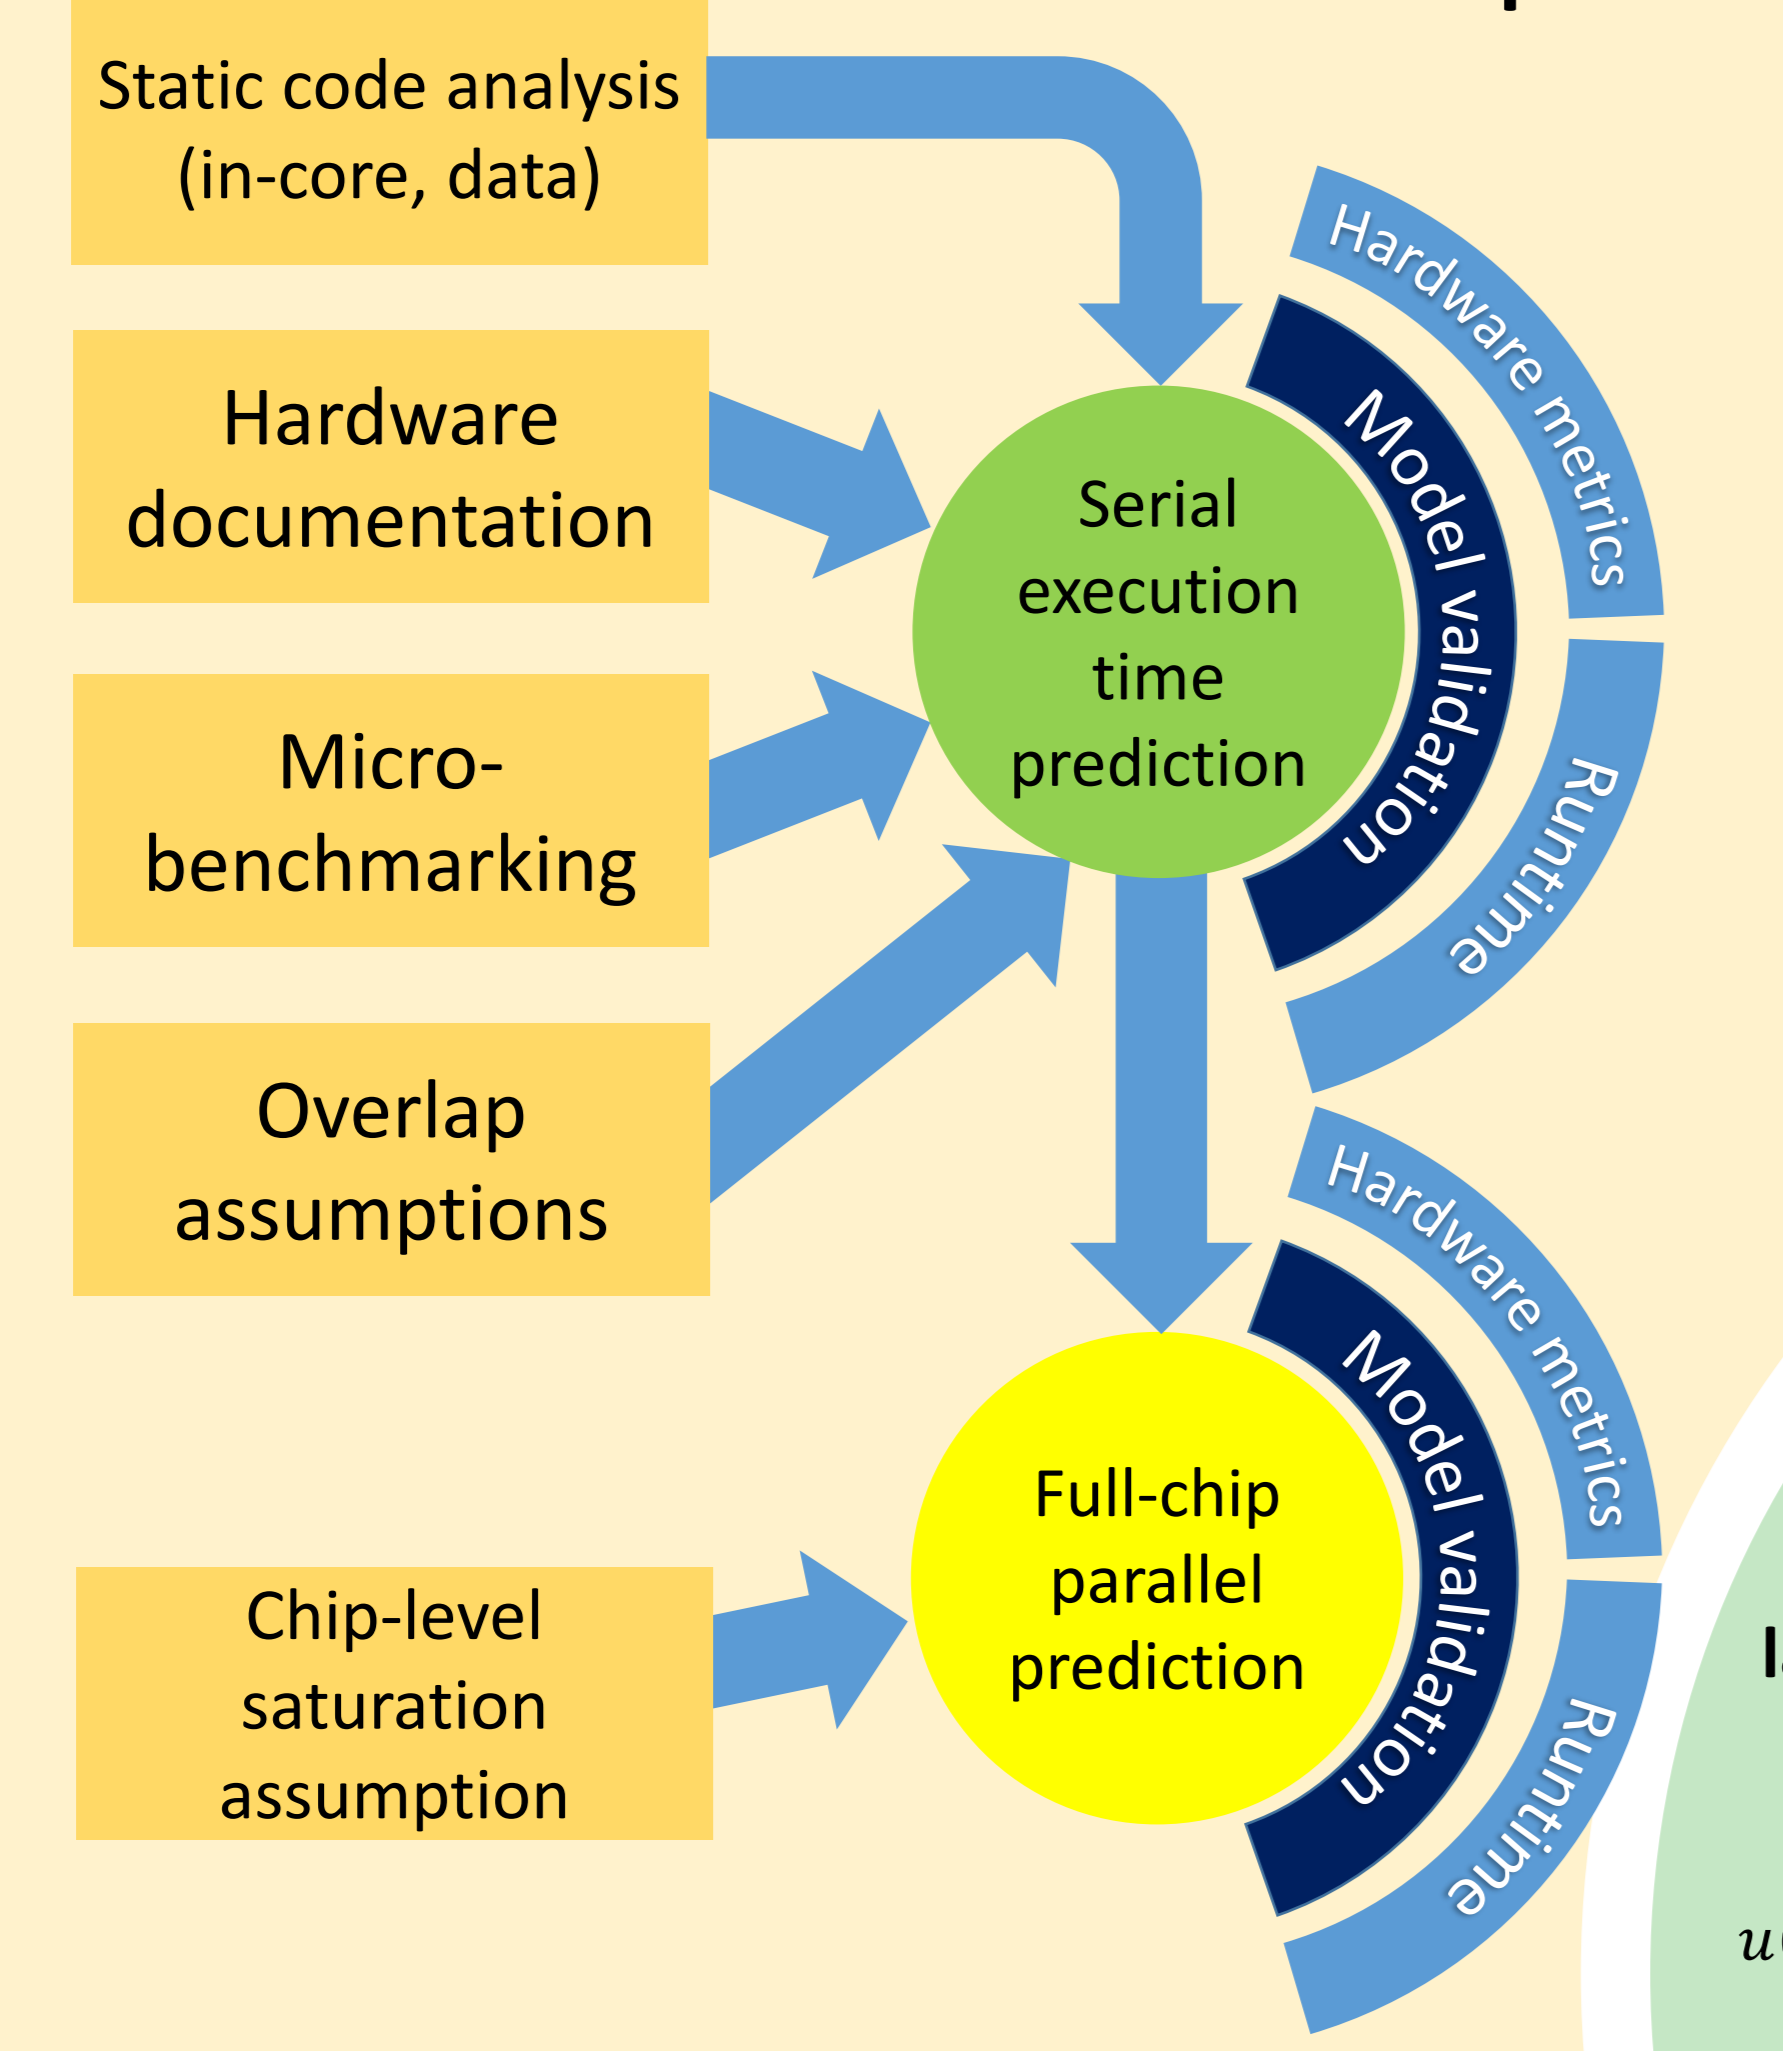 Static code analysis
(in-core, data)
Hardware
documentation
Micro-
benchmarking
Overlap
assumptions
Serial
execution
time
prediction
Model validation
Hardware metrics
Runtime
Chip-level
saturation
assumption
Full-chip
parallel
prediction
Model validation
Hardware metrics
Runtime
u